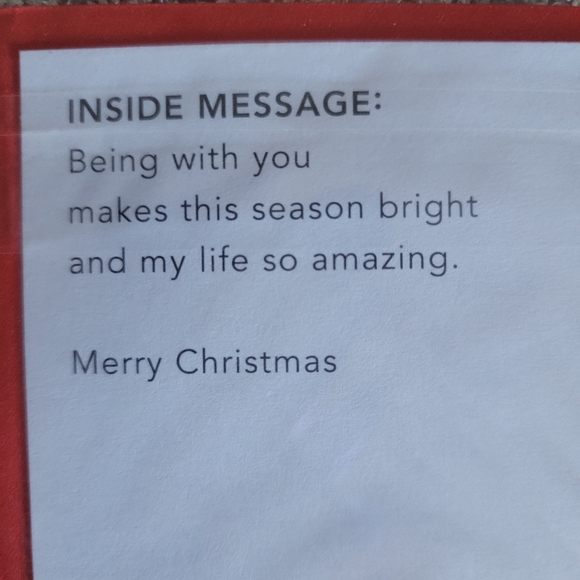 INSIDE MESSAGE:
Being with you
makes this season bright
and my life so amazing.
Merry Christmas